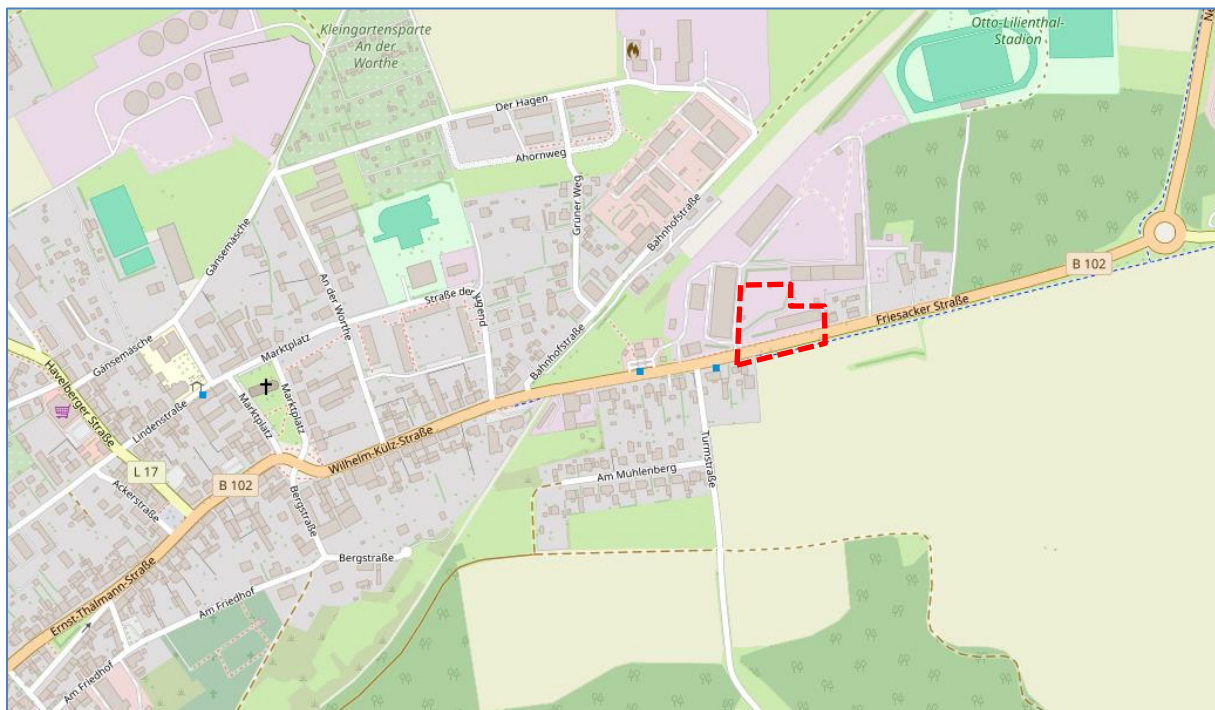 Kleingartensparte
An der
Worthe
Otto-Lilienthal-
Stadion
Der Hagen
Ahornweg
Grüner Weg
Bahnhofstraße
Gänsemäsche
An der Worthe
Straße der Jugend
B 102
Friesacker Straße
Marktplatz
Bahnhofstraße
Gänsemäsche
Havelberger Straße
Lindenstraße
Marktplatz
Marktplatz
Wilhelm-Külz-Straße
Turmstraße
L 17
B 102
Am Mühlenberg
Ackerstraße
Bergstraße
Bergstraße
Ernst-Thälmann-Straße
Am Friedhof
Am Friedhof